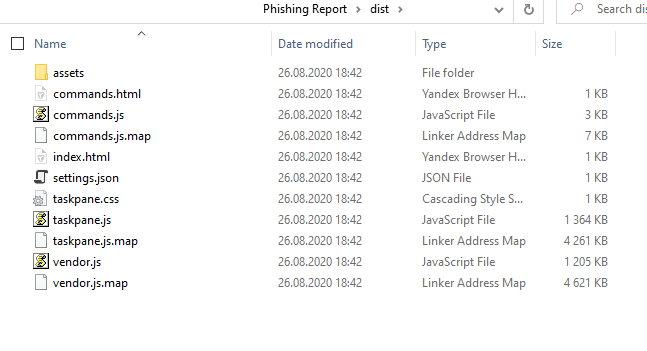 Phishing Report > dist > Search dis
Name Date modified Type Size
assets 26.08.2020 18:42 File folder
commands.html 26.08.2020 18:42 Yandex Browser H... 1 KB
commands.js 26.08.2020 18:42 JavaScript File 3 KB
commands.js.map 26.08.2020 18:42 Linker Address Map 7 KB
index.html 26.08.2020 18:42 Yandex Browser H... 1 KB
settings.json 26.08.2020 18:42 JSON File 1 KB
taskpane.css 26.08.2020 18:42 Cascading Style S... 1 KB
taskpane.js 26.08.2020 18:42 JavaScript File 1 364 KB
taskpane.js.map 26.08.2020 18:42 Linker Address Map 4 261 KB
vendor.js 26.08.2020 18:42 JavaScript File 1 205 KB
vendor.js.map 26.08.2020 18:42 Linker Address Map 4 621 KB